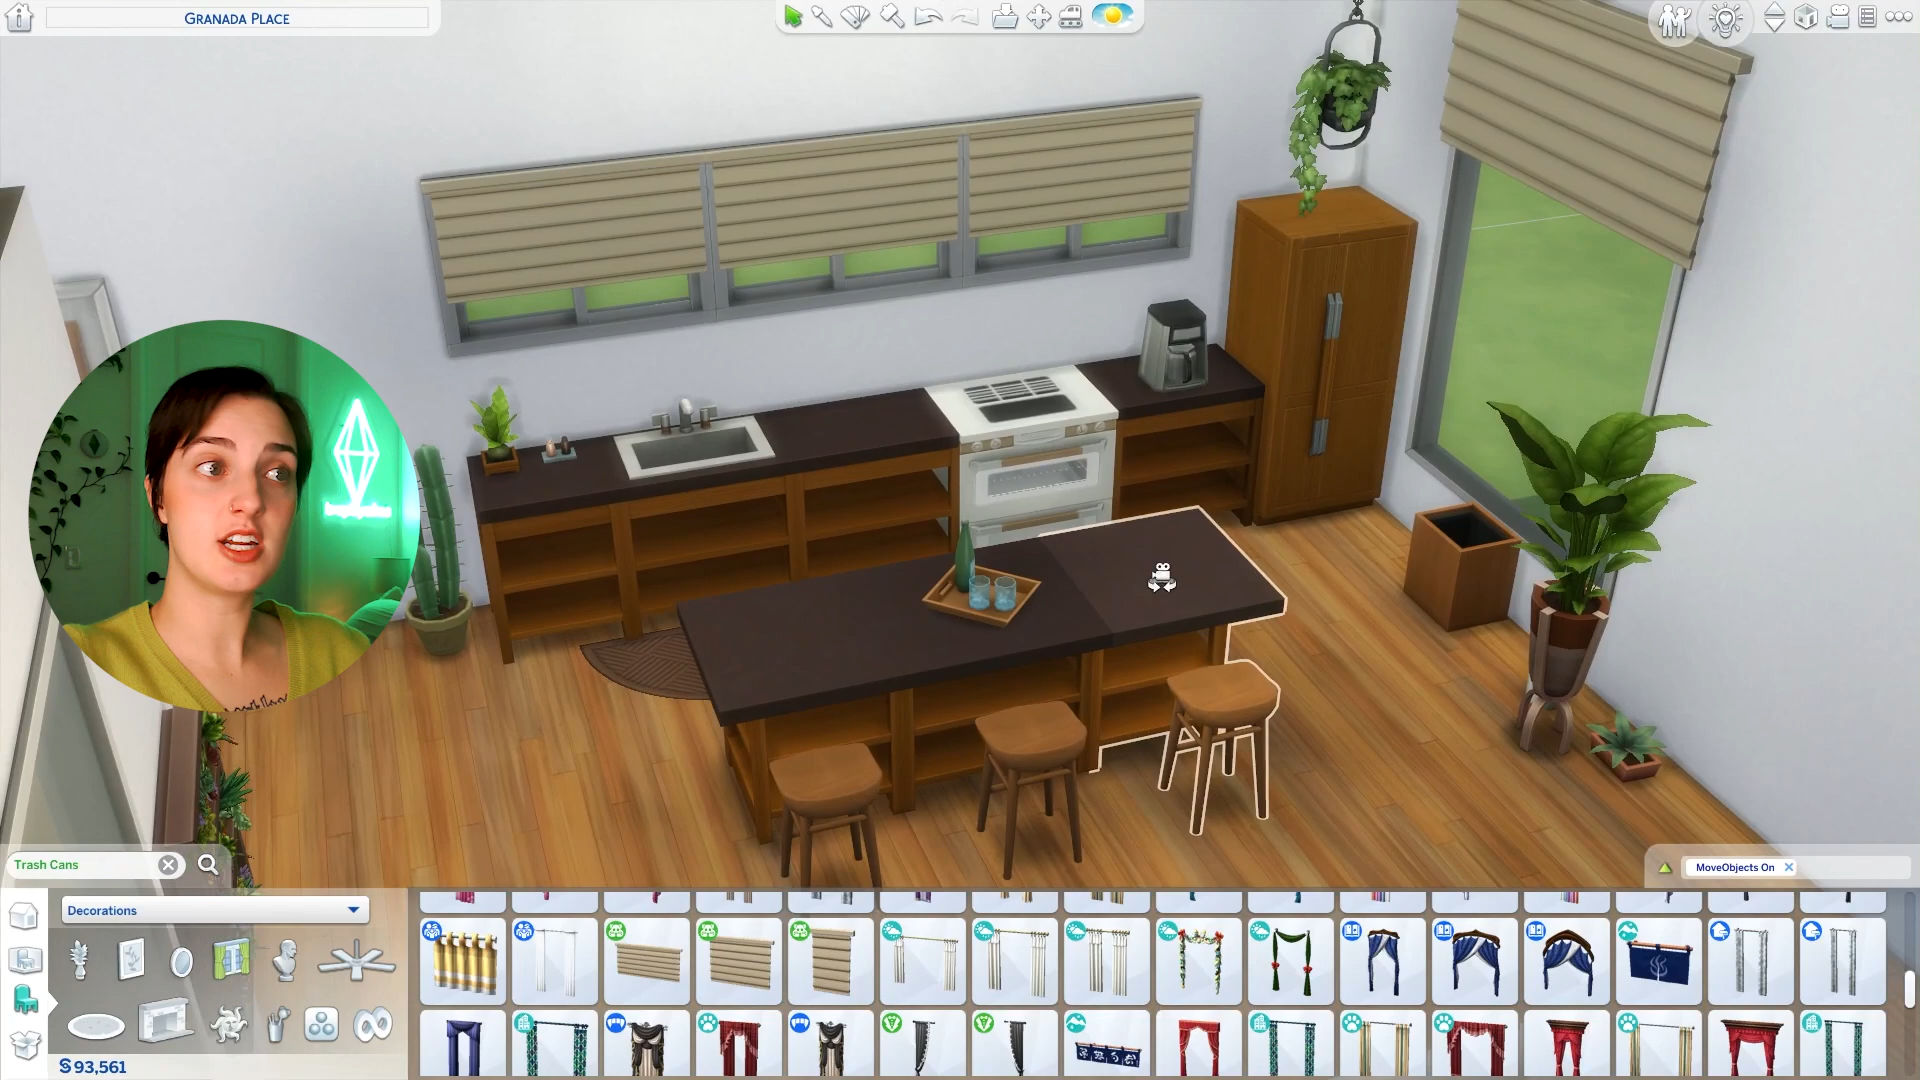 GRANADA PLACE
Trash Cans
MoveObjects On
Decorations
93,561